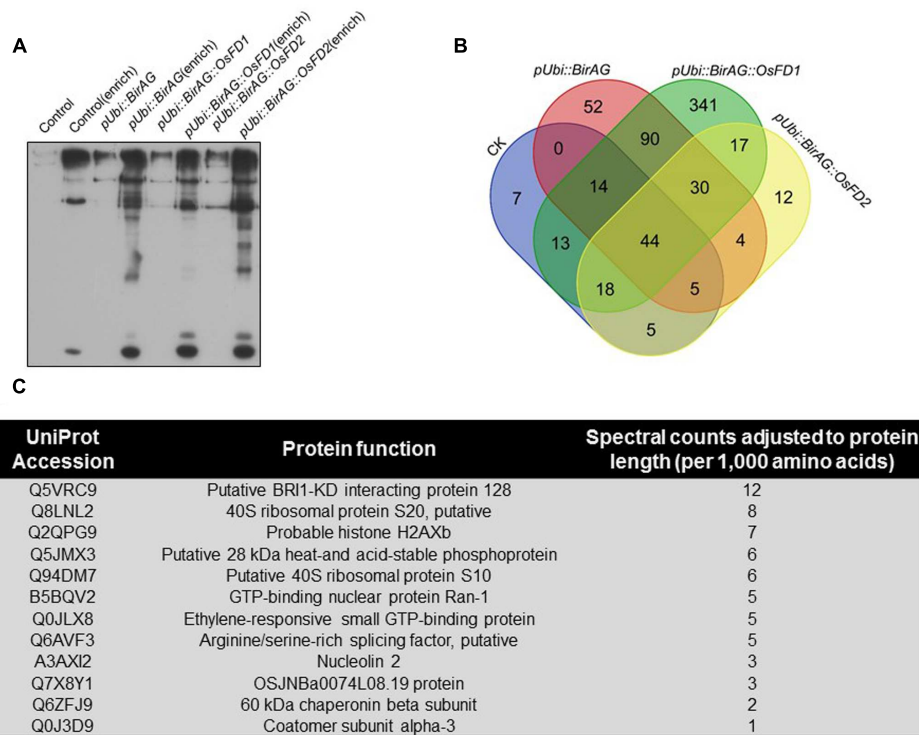 A
Control
Control(enrich)
pUbi::BirAG
pUbi::BirAG(enrich)
pUbi::BirAG::OsFD1
pUbi::BirAG::OsFD1(enrich)
pUbi::BirAG::OsFD2
pUbi::BirAG::OsFD2(enrich)
B
CK
pUbi::BirAG
pUbi::BirAG::OsFD1
pUbi::BirAG::OsFD2
52
341
0
90
17
7
14
30
12
13
44
4
18
5
5
C
UniProt Accession
Protein function
Spectral counts adjusted to protein length (per 1,000 amino acids)
Q5VRC9 Putative BRI1-KD interacting protein 128 12
Q8LNL2 40S ribosomal protein S20, putative 8
Q2QPG9 Probable histone H2AXb 7
Q5JMX3 Putative 28 kDa heat-and acid-stable phosphoprotein 6
Q94DM7 Putative 40S ribosomal protein S10 6
B5BQV2 GTP-binding nuclear protein Ran-1 5
Q0JLX8 Ethylene-responsive small GTP-binding protein 5
Q6AVF3 Arginine/serine-rich splicing factor, putative 5
A3AXI2 Nucleolin 2 3
Q7X8Y1 OSJNBa0074L08.19 protein 3
Q6ZFJ9 60 kDa chaperonin beta subunit 2
Q0J3D9 Coatomer subunit alpha-3 1